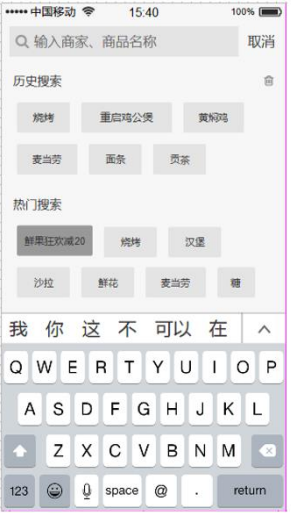 中国移动 15:40 100%
输入商家、商品名称 取消
历史搜索
烧烤 重启鸡公煲 黄焖鸡
麦当劳 面条 贡茶
热门搜索
鲜果狂欢减20 烧烤 汉堡
沙拉 鲜花 麦当劳 糖
我 你 这 不 可以 在
Q W E R T Y U I O P
A S D F G H J K L
Z X C V B N M
123 space @ . return